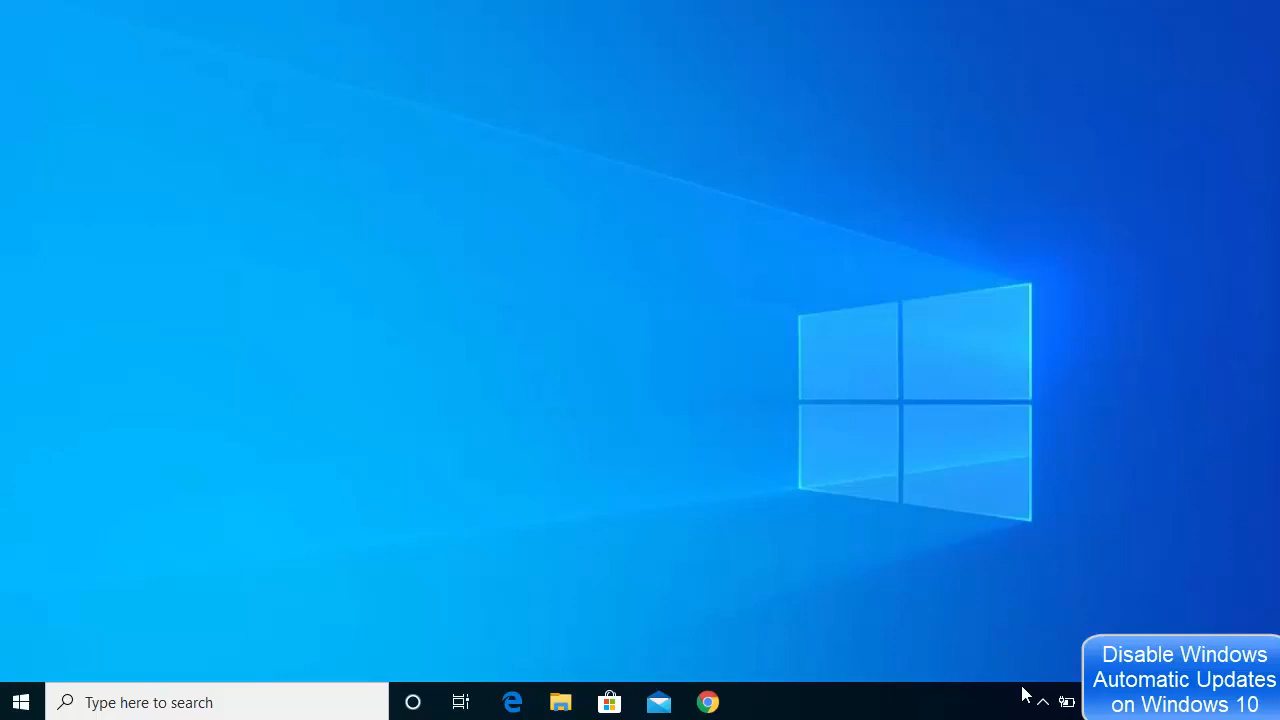 Type here to search
Disable Windows
Automatic Updates
on Windows 10